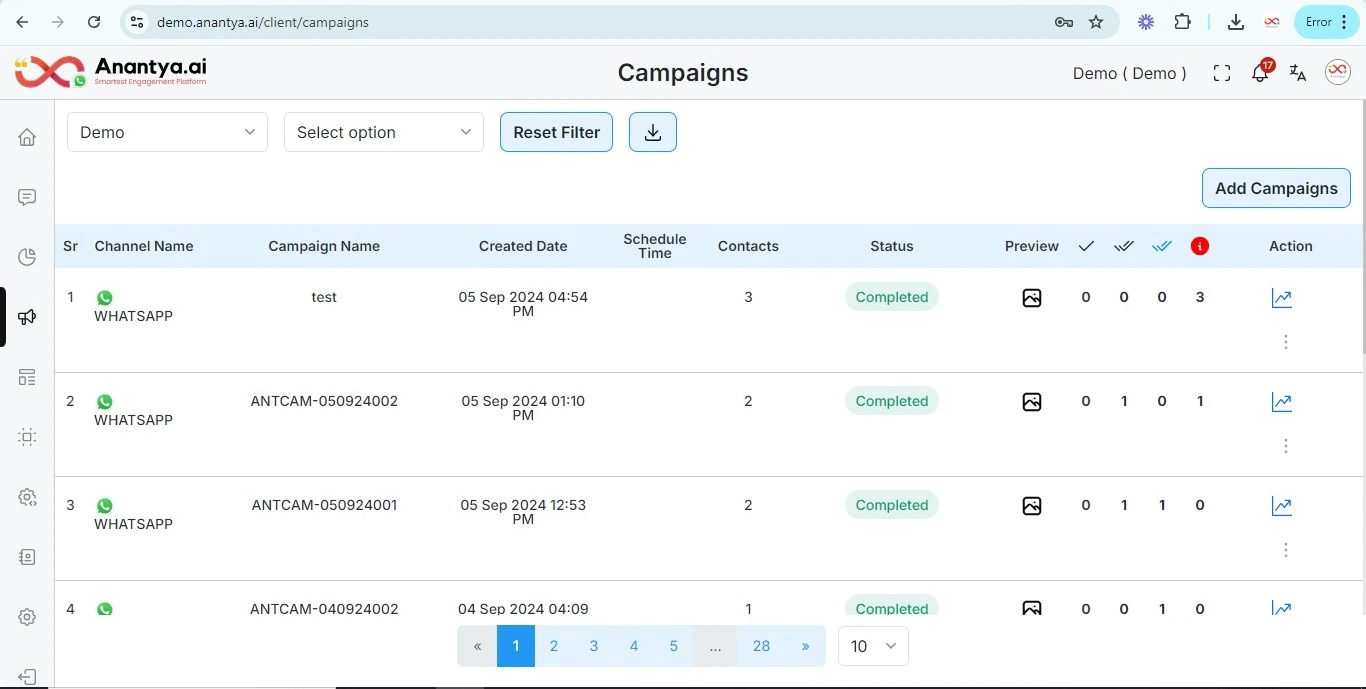 demo.anantya.ai/client/campaigns
Error
Anantya.ai
Smartest Engagement Platform
Campaigns
Demo ( Demo )
17
Demo
Select option
Reset Filter
Add Campaigns
Sr Channel Name Campaign Name Created Date Schedule Time Contacts Status Preview Action
1 WHATSAPP test 05 Sep 2024 04:54 PM 3 Completed 0 0 0 3
2 WHATSAPP ANTCAM-050924002 05 Sep 2024 01:10 PM 2 Completed 0 1 0 1
3 WHATSAPP ANTCAM-050924001 05 Sep 2024 12:53 PM 2 Completed 0 1 1 0
4 ANTCAM-040924002 04 Sep 2024 04:09 1 Completed 0 0 1 0
« 1 2 3 4 5 ... 28 » 10